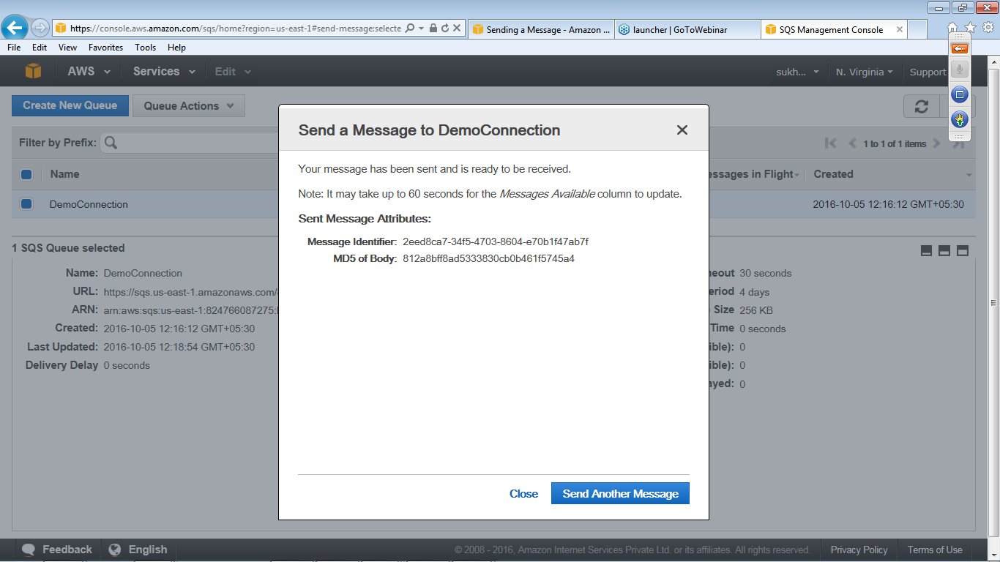 https://console.aws.amazon.com/sqs/home?region=us-east-1#send-message:selecte
Sending a Message - Amazon ...
launcher | GoToWebinar
SQS Management Console
File Edit View Favorites Tools Help
AWS Services Edit sukh... N. Virginia Support
Create New Queue Queue Actions
Filter by Prefix:
1 to 1 of 1 items
Name
essages in Flight Created
DemoConnection
2016-10-05 12:16:12 GMT+05:30
Send a Message to DemoConnection
Your message has been sent and is ready to be received.
Note: It may take up to 60 seconds for the Messages Available column to update.
Sent Message Attributes:
Message Identifier: 2eed8ca7-34f5-4703-8604-e70b1f47ab7f
MD5 of Body: 812a8bff8ad5333830cb0b461f5745a4
Close Send Another Message
1 SQS Queue selected
Name: DemoConnection
URL: https://sqs.us-east-1.amazonaws.com/
ARN: arn:aws:sqs:us-east-1:824766087275:
Created: 2016-10-05 12:16:12 GMT+05:30
Last Updated: 2016-10-05 12:18:54 GMT+05:30
Delivery Delay 0 seconds
eout 30 seconds
eriod 4 days
Size 256 KB
Time 0 seconds
ible): 0
ible): 0
ayed: 0
Feedback English
© 2008 - 2016, Amazon Internet Services Private Ltd. or its affiliates. All rights reserved. Privacy Policy Terms of Use